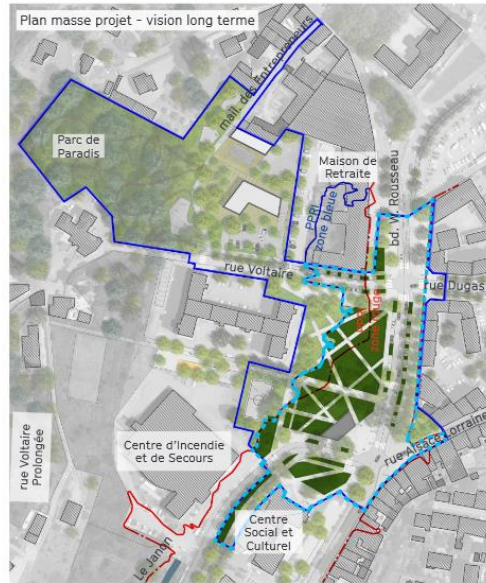 Plan masse projet - vision long terme
mail. des Entrepreneurs
Parc de
Paradis
Maison de
Retraite
bd. W. Rousseau
PPRI
zone bleue
rue Voltaire
rue Dugas
zone rouge
rue Alsace Lorraine
Centre d'Incendie
et de Secours
rue Voltaire
Prolongée
Le Janon
Centre
Social et
Culturel